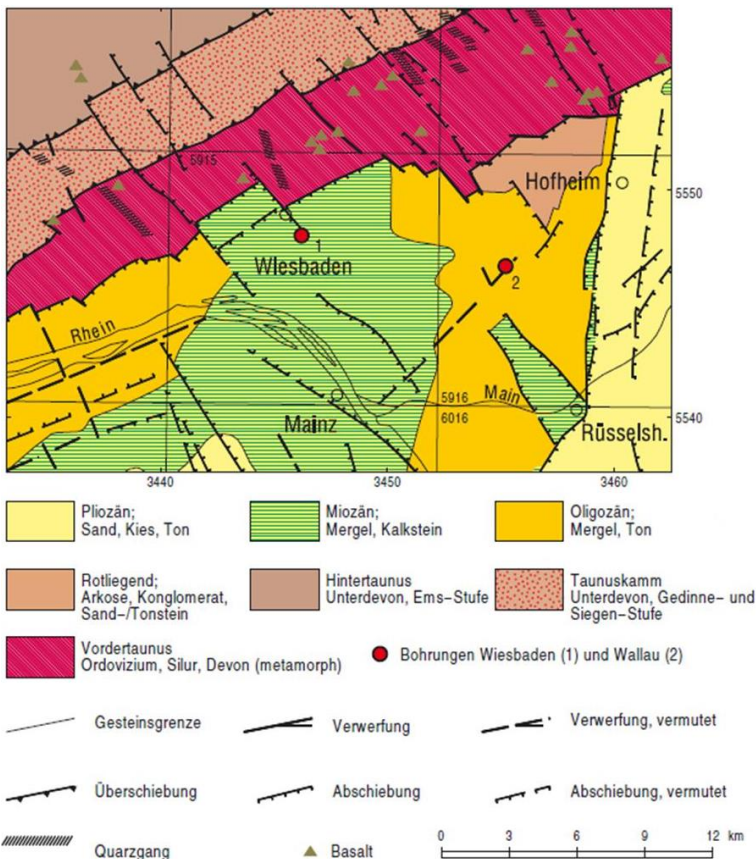 5915
Hofheim
5550
1
Wiesbaden
2
Rhein
5916
Main
6016
5540
Mainz
Rüsselsh.
3440
3450
3460
Pliozän;
Sand, Kies, Ton
Miozän;
Mergel, Kalkstein
Oligozän;
Mergel, Ton
Rotliegend;
Arkose, Konglomerat,
Sand-/Tonstein
Hintertaunus
Unterdevon, Ems-Stufe
Taunuskamm
Unterdevon, Gedinne- und
Siegen-Stufe
Vordertaunus
Ordovizium, Silur, Devon (metamorph)
Bohrungen Wiesbaden (1) und Wallau (2)
Gesteinsgrenze
Verwerfung
Verwerfung, vermutet
Überschiebung
Abschiebung
Abschiebung, vermutet
Quarzgang
Basalt
0 3 6 9 12 km